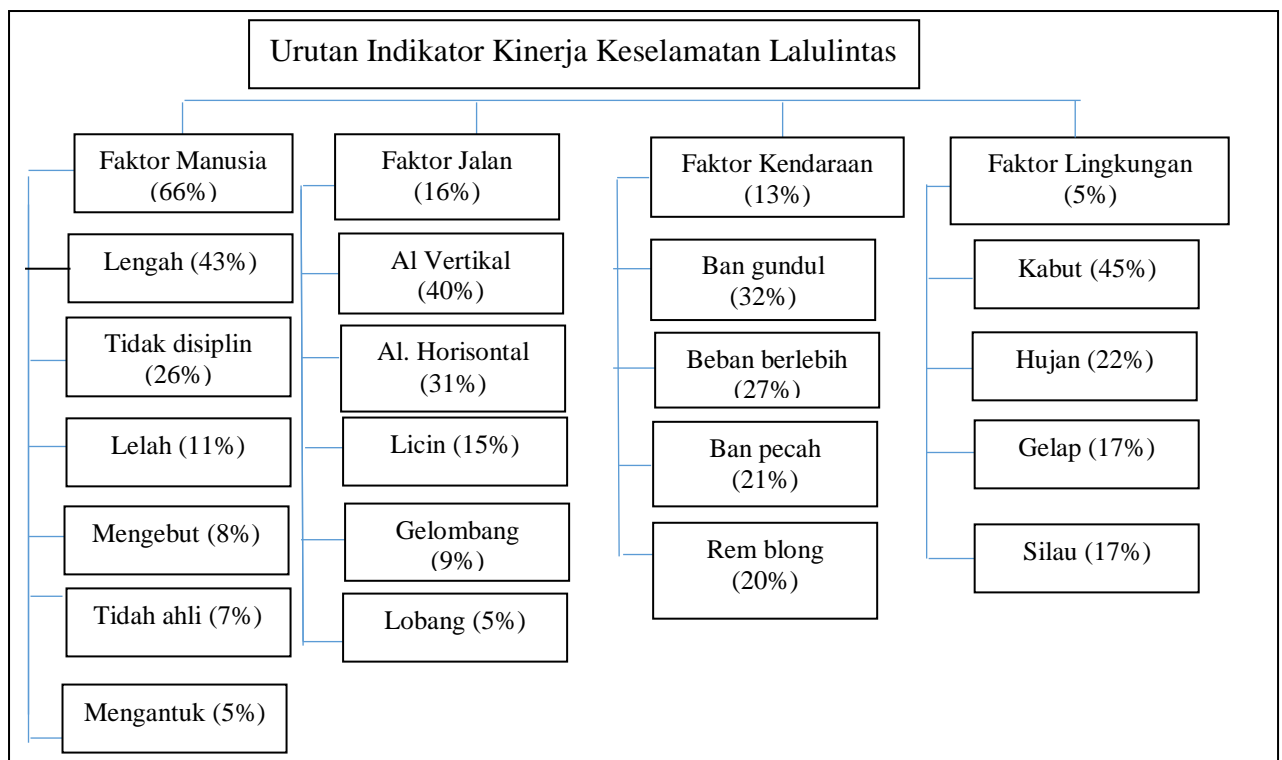 Urutan Indikator Kinerja Keselamatan Lalulintas
Faktor Manusia
(66%)
Lengah (43%)
Tidak disiplin
(26%)
Lelah (11%)
Mengebut (8%)
Tidah ahli (7%)
Mengantuk (5%)
Faktor Jalan
(16%)
Al Vertikal
(40%)
Al. Horisontal
(31%)
Licin (15%)
Gelombang
(9%)
Lobang (5%)
Faktor Kendaraan
(13%)
Ban gundul
(32%)
Beban berlebih
(27%)
Ban pecah
(21%)
Rem blong
(20%)
Faktor Lingkungan
(5%)
Kabut (45%)
Hujan (22%)
Gelap (17%)
Silau (17%)